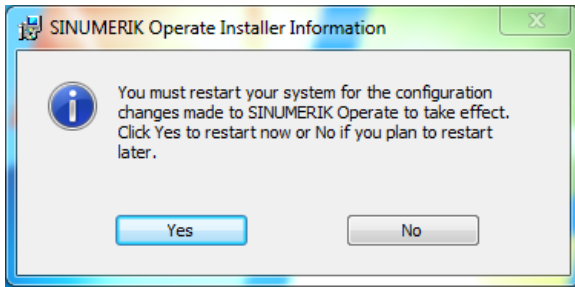 SINUMERIK Operate Installer Information
You must restart your system for the configuration
changes made to SINUMERIK Operate to take effect.
Click Yes to restart now or No if you plan to restart
later.
Yes
No